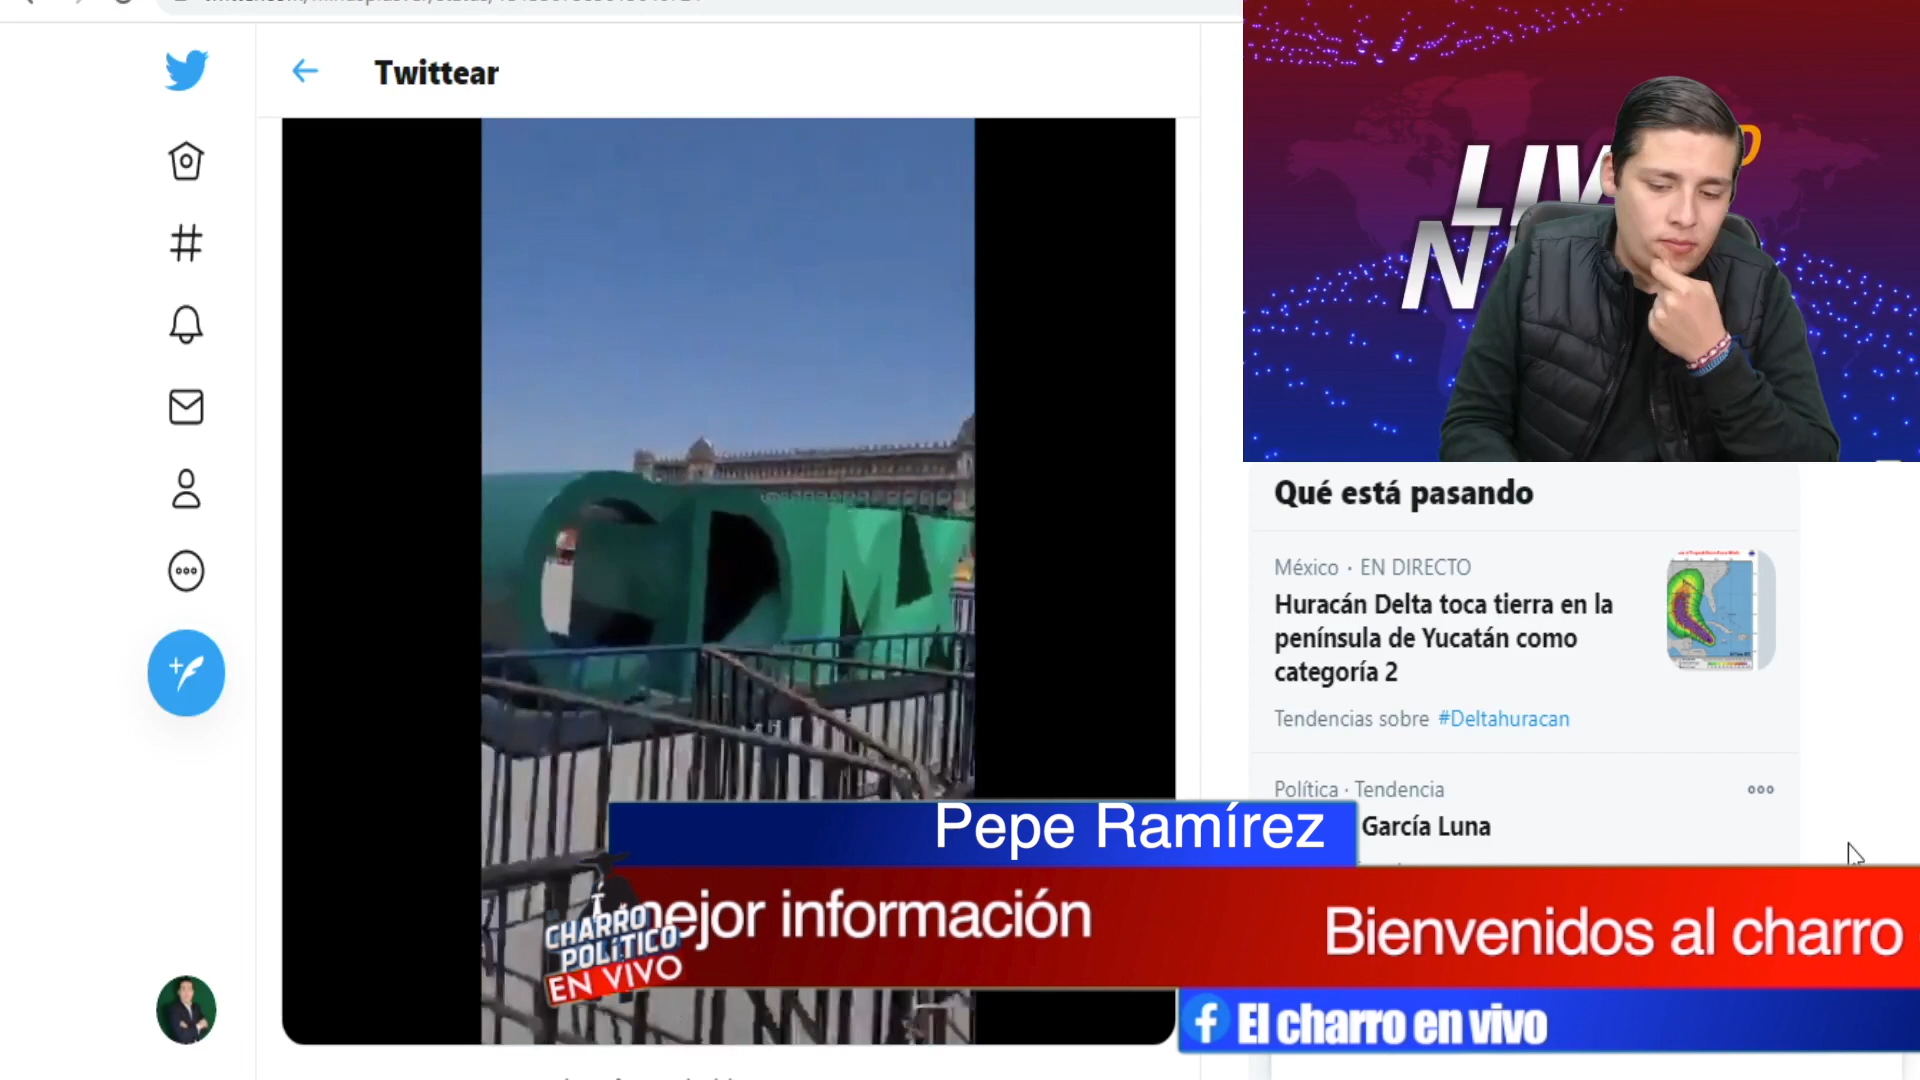 Twittear
CDMX
LIV
N
Qué está pasando
México · EN DIRECTO
Huracán Delta toca tierra en la
península de Yucatán como
categoría 2
Tendencias sobre #Deltahuracan
Política · Tendencia
García Luna
Pepe Ramírez
mejor información
Bienvenidos al charro
CHARRO
POLÍTICO
EN VIVO
El charro en vivo